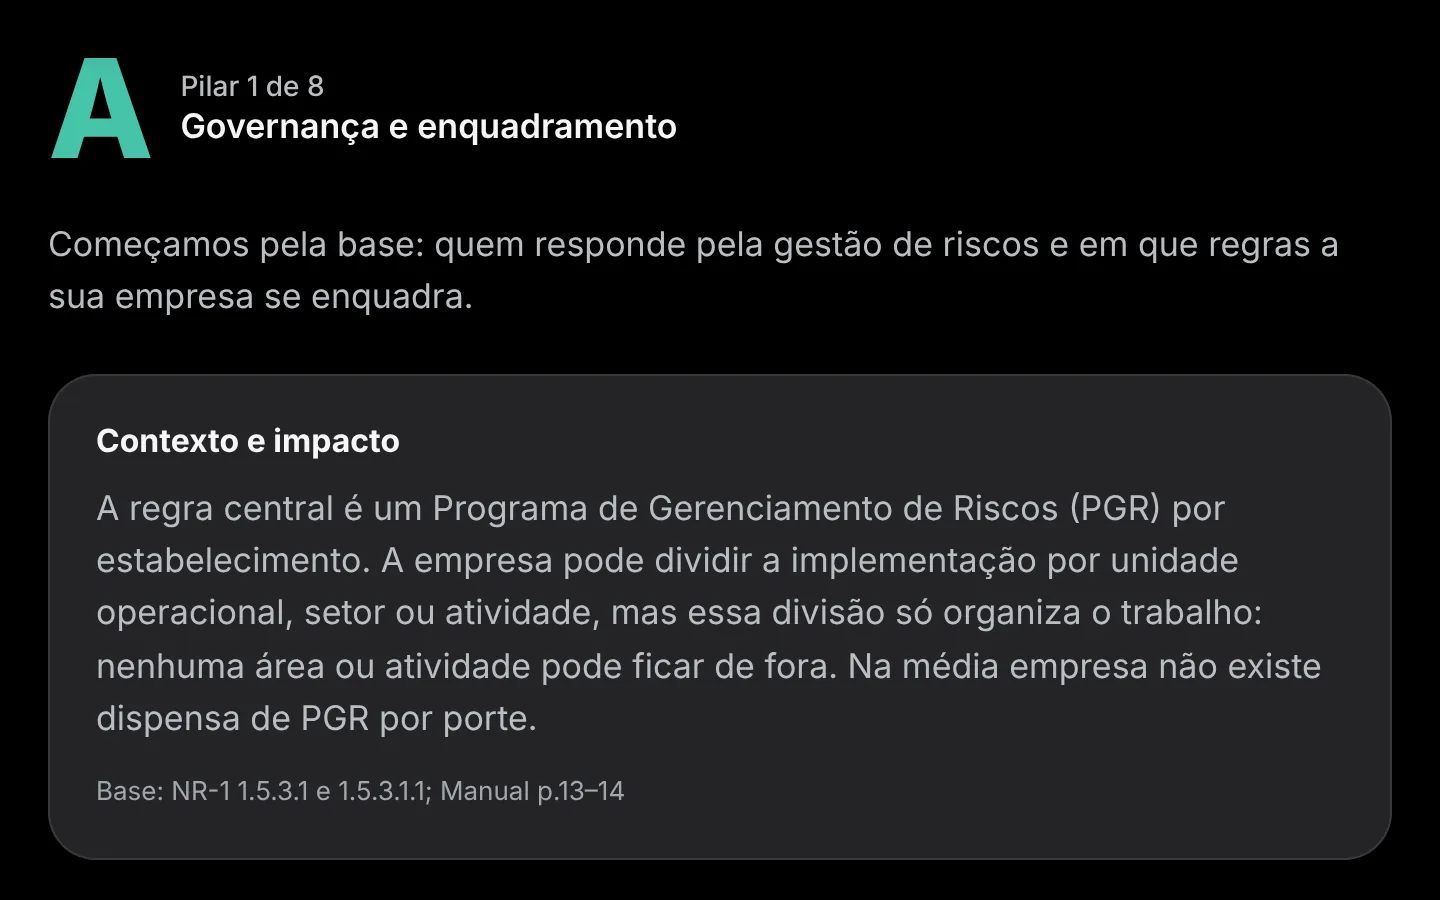 A
Pilar 1 de 8
Governança e enquadramento
Começamos pela base: quem responde pela gestão de riscos e em que regras a
sua empresa se enquadra.
Contexto e impacto
A regra central é um Programa de Gerenciamento de Riscos (PGR) por
estabelecimento. A empresa pode dividir a implementação por unidade
operacional, setor ou atividade, mas essa divisão só organiza o trabalho:
nenhuma área ou atividade pode ficar de fora. Na média empresa não existe
dispensa de PGR por porte.
Base: NR-1 1.5.3.1 e 1.5.3.1.1; Manual p.13–14